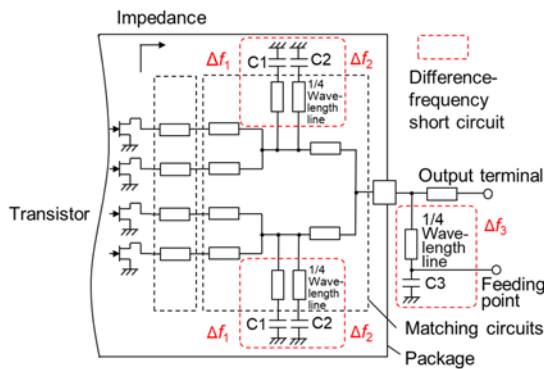 Impedance
Δf1
C1
C2
Δf2
1/4
Wave-
length
line
Difference-
frequency
short circuit
Transistor
Output terminal
1/4
Wave-
length
line
Δf3
C3
Feeding
point
1/4
Wave-
length
line
Δf1
C1
C2
Δf2
Matching circuits
Package